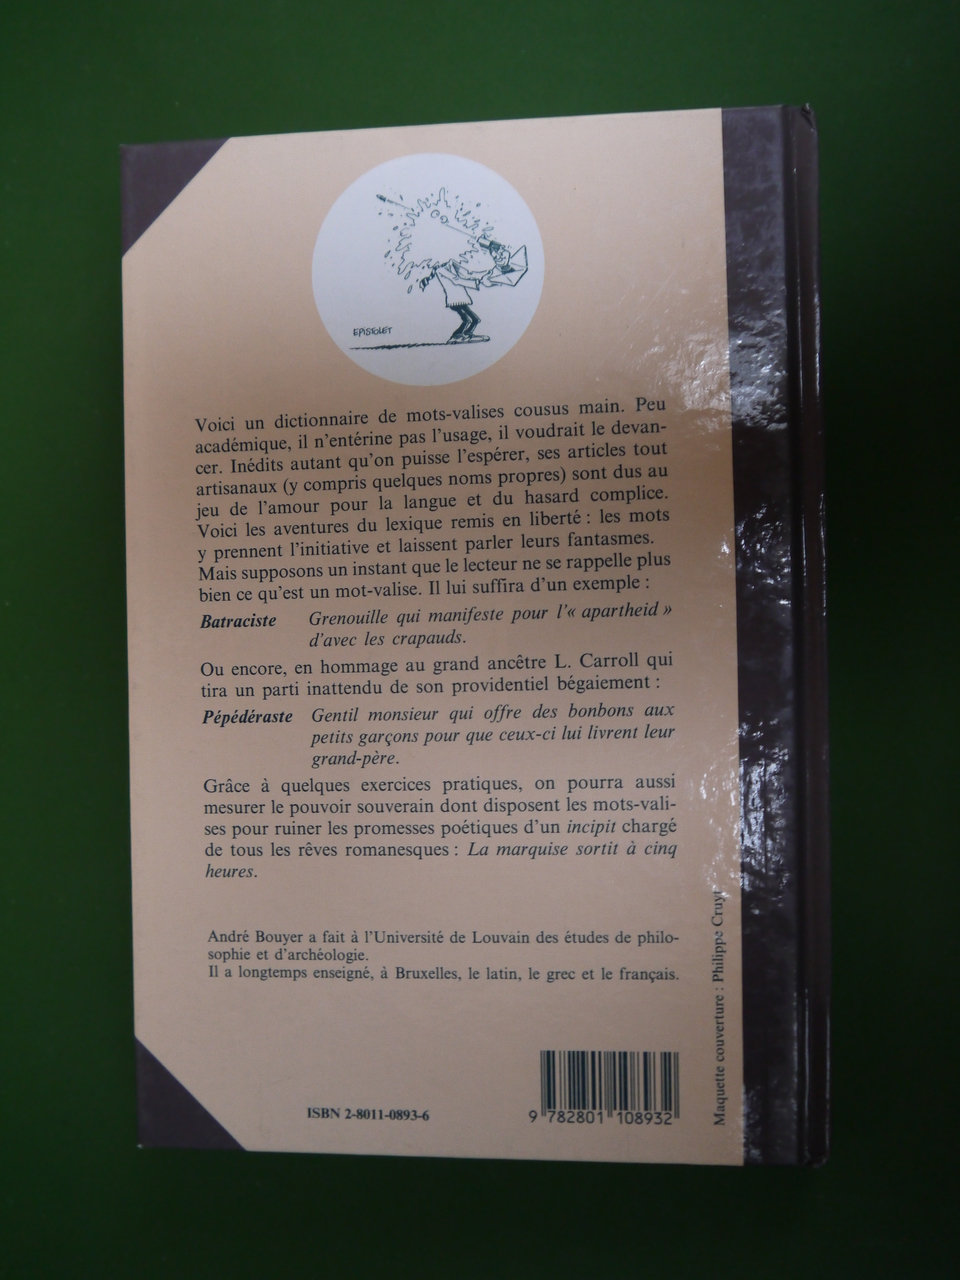 EPISTOLET
Voici un dictionnaire de mots-valises cousus main. Peu
académique, il n'entérine pas l'usage, il voudrait le devan-
cer. Inédits autant qu'on puisse l'espérer, ses articles tout
artisanaux (y compris quelques noms propres) sont dus au
jeu de l'amour pour la langue et du hasard complice.
Voici les aventures du lexique remis en liberté : les mots
y prennent l'initiative et laissent parler leurs fantasmes.
Mais supposons un instant que le lecteur ne se rappelle plus
bien ce qu'est un mot-valise. Il lui suffira d'un exemple :
Batraciste Grenouille qui manifeste pour l'« apartheid »
d'avec les crapauds.
Ou encore, en hommage au grand ancêtre L. Carroll qui
tira un parti inattendu de son providentiel bégaiement :
Pépédéraste Gentil monsieur qui offre des bonbons aux
petits garçons pour que ceux-ci lui livrent leur
grand-père.
Grâce à quelques exercices pratiques, on pourra aussi
mesurer le pouvoir souverain dont disposent les mots-vali-
ses pour ruiner les promesses poétiques d'un incipit chargé
de tous les rêves romanesques : La marquise sortit à cinq
heures.
André Bouyer a fait à l'Université de Louvain des études de philo-
sophie et d'archéologie.
Il a longtemps enseigné, à Bruxelles, le latin, le grec et le français.
ISBN 2-8011-0893-6
9 782801 108932
Maquette couverture : Philippe Cruyt